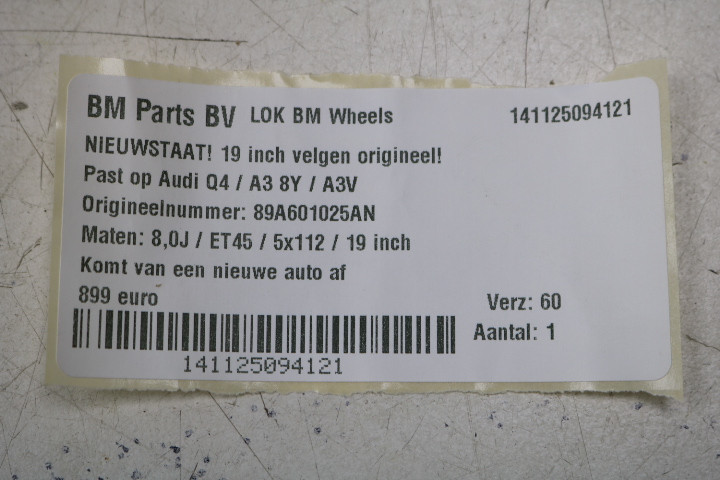 BM Parts BV LOK BM Wheels 141125094121
NiEUWSTAAT! 19 inch velgen origineel!
Past op Audi Q4 / A3 8Y / A3V
Origineelnummer: 89A601025AN
Maten: 8,0J / ET45 / 5x112 / 19 inch
Komt van een nieuwe auto af
899 euro Verz: 60
Aantal: 1
141125094121